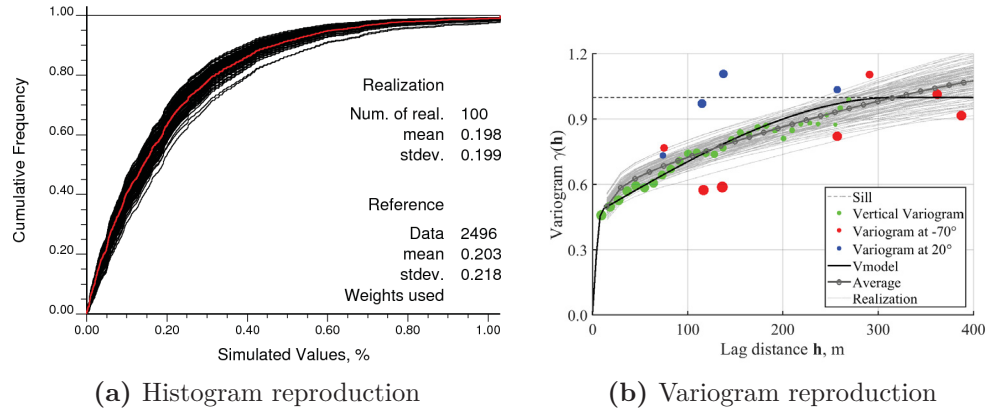 1.00
0.80
0.60
0.40
0.20
0.00
Cumulative Frequency
0.00 0.20 0.40 0.60 0.80 1.00
Simulated Values, %
Realization
Num. of real. 100
mean 0.198
stdev. 0.199
Reference
Data 2496
mean 0.203
stdev. 0.218
Weights used
(a) Histogram reproduction
1.2
0.9
0.6
0.3
0.0
Variogram γ(h)
0 100 200 300 400
Lag distance h, m
Sill
Vertical Variogram
Variogram at -70°
Variogram at 20°
Vmodel
Average
Realization
(b) Variogram reproduction